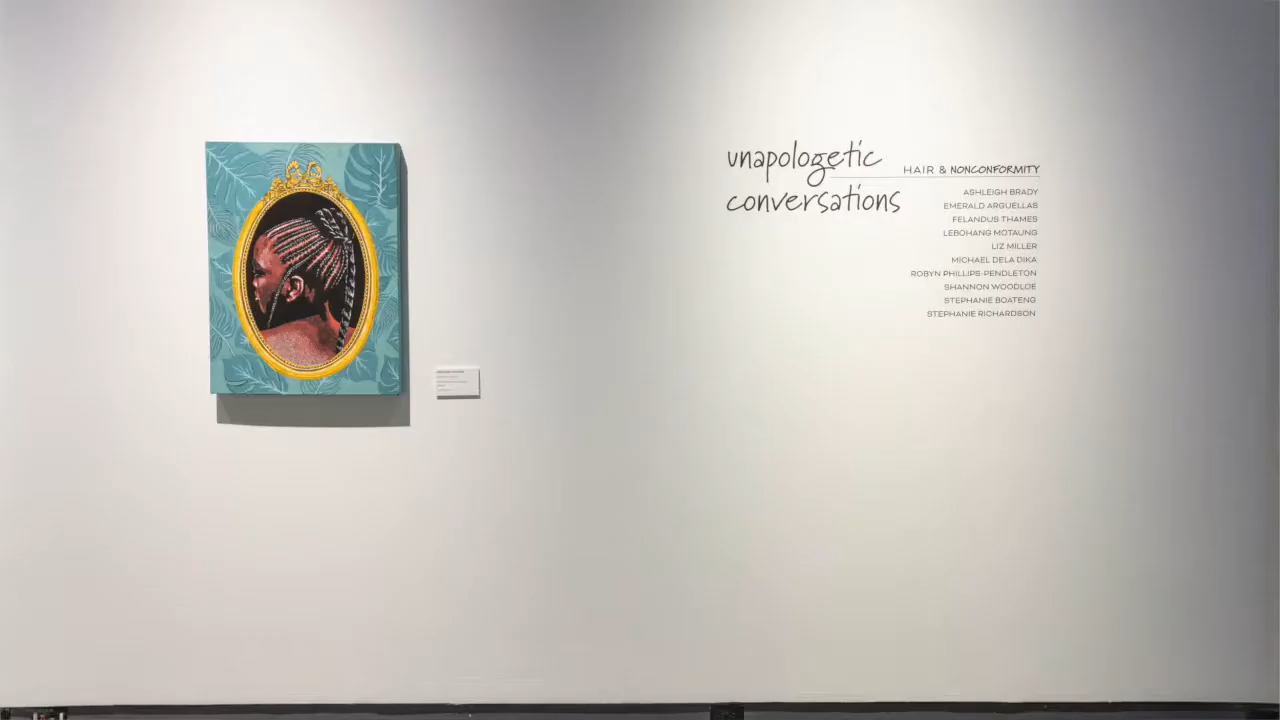 unapologetic
conversations
HAIR & NONCONFORMITY
ASHLEIGH BRADY
EMERALD ARGUELLAS
FELANDUS THAMES
LEBOHANG MOTAUNG
LIZ MILLER
MICHAEL DELA DIKA
ROBYN PHILLIPS-PENDLETON
SHANNON WOODLOE
STEPHANIE BOATENG
STEPHANIE RICHARDSON